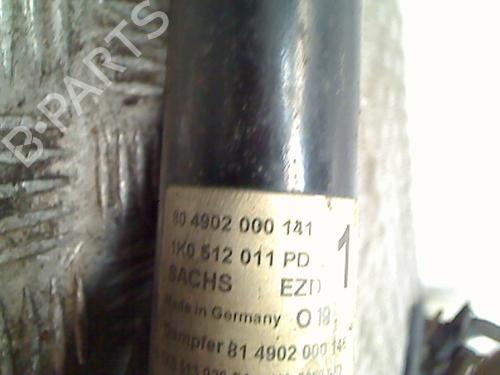 B-PARTS
80 4902 000 141
1K0 512 011 PD
1
SACHS EZD
Made in Germany O 19
Dämpfer 81 4902 000 145